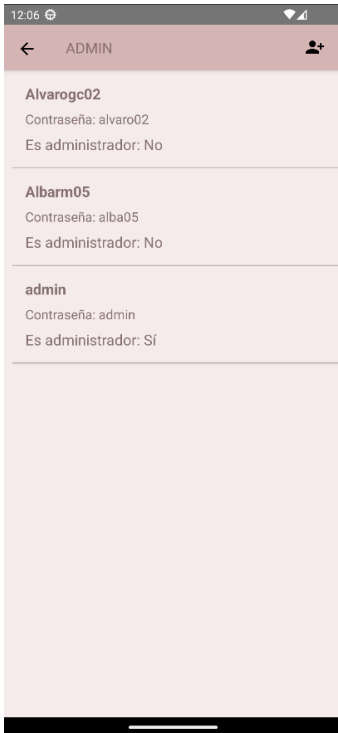 12:06
ADMIN
Alvarogc02
Contraseña: alvaro02
Es administrador: No
Albarm05
Contraseña: alba05
Es administrador: No
admin
Contraseña: admin
Es administrador: Sí